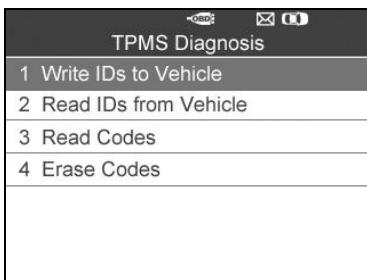 OBD
TPMS Diagnosis
1 Write IDs to Vehicle
2 Read IDs from Vehicle
3 Read Codes
4 Erase Codes